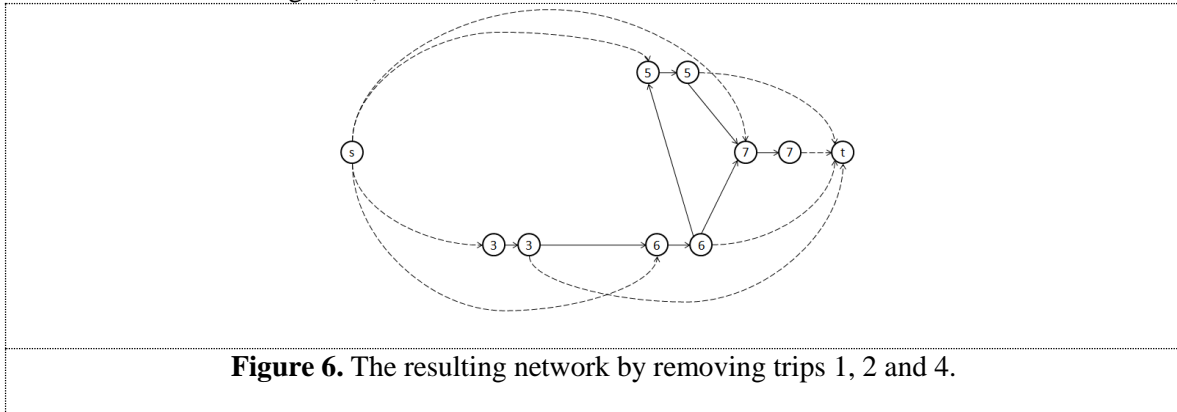 5 5
s 7 7 t
3 3 6 6
Figure 6. The resulting network by removing trips 1, 2 and 4.